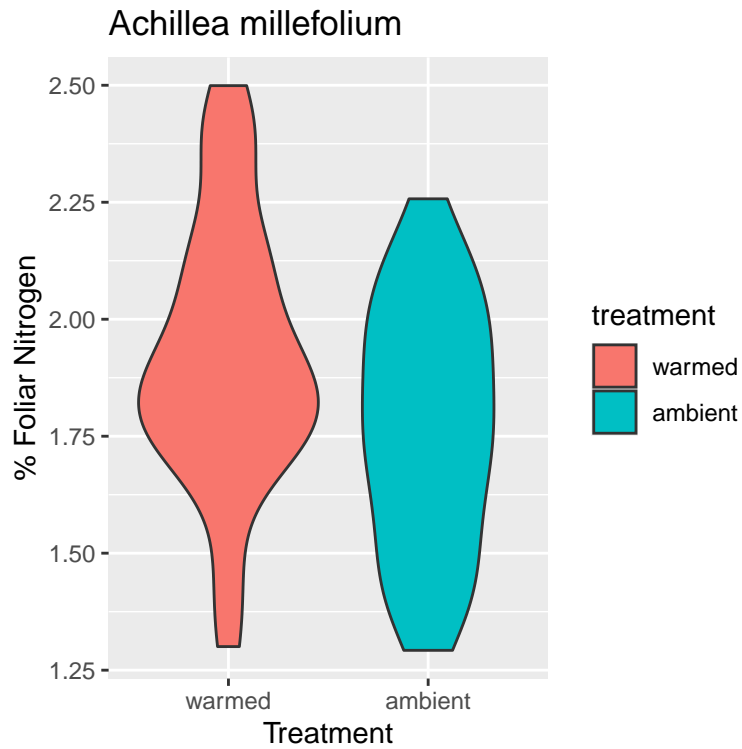 Achillea millefolium
% Foliar Nitrogen
2.50
2.25
2.00
1.75
1.50
1.25
warmed
ambient
Treatment
treatment
warmed
ambient